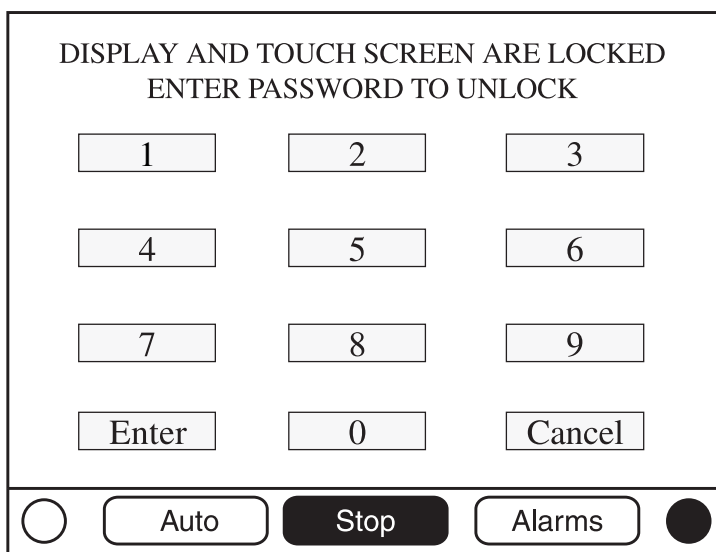 DISPLAY AND TOUCH SCREEN ARE LOCKED
ENTER PASSWORD TO UNLOCK
1 2 3
4 5 6
7 8 9
Enter 0 Cancel
Auto Stop Alarms